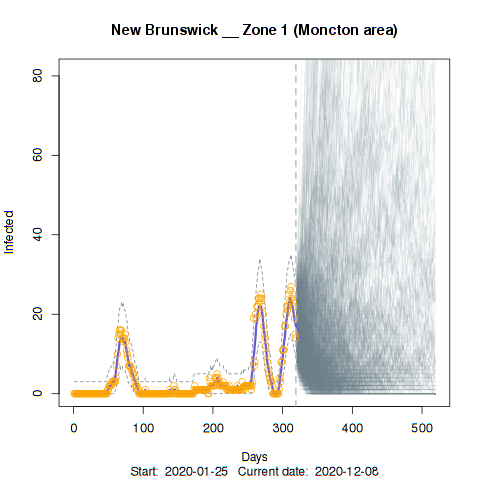 New Brunswick __ Zone 1 (Moncton area)
80
60
40
20
0
Infected
0 100 200 300 400 500
Days
Start: 2020-01-25 Current date: 2020-12-08